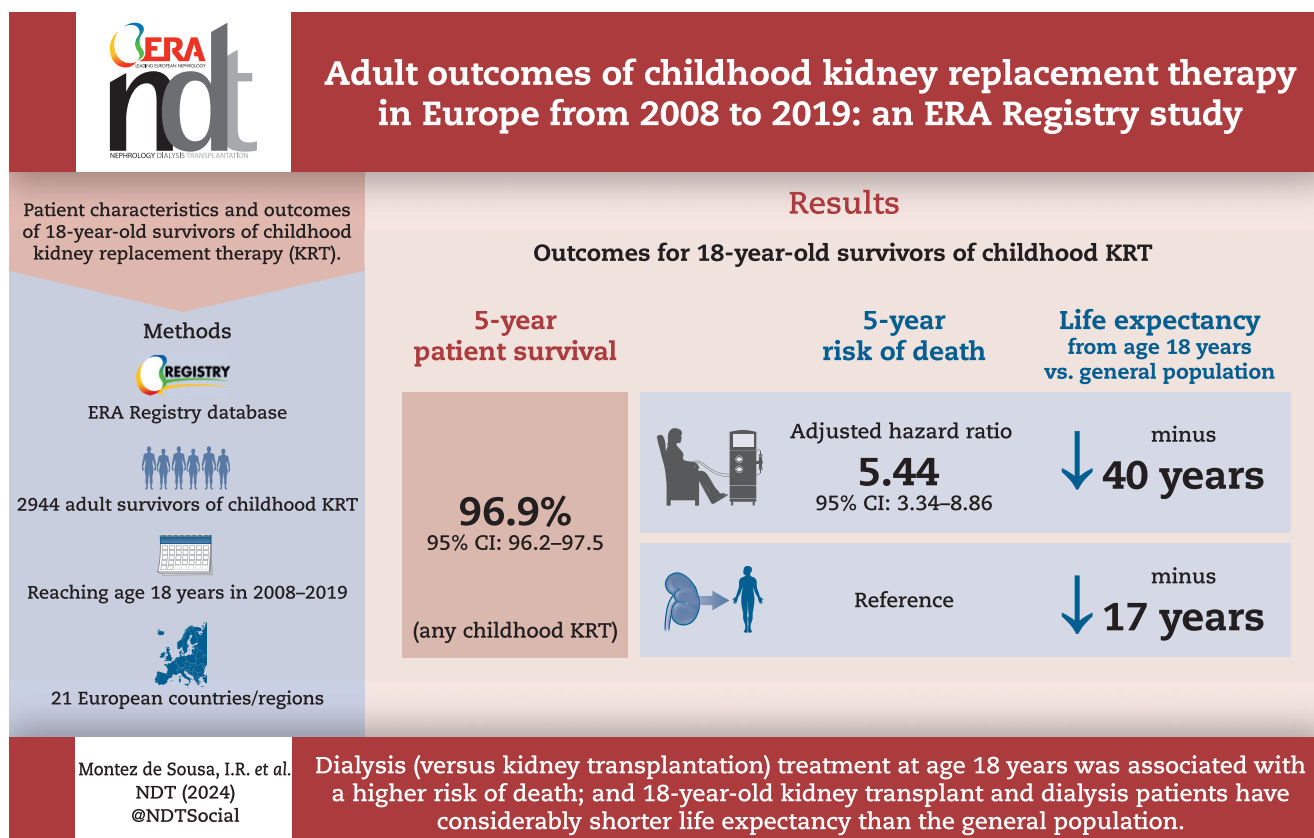 ERA
LEADING EUROPEAN NEPHROLOGY
ndt
NEPHROLOGY DIALYSIS TRANSPLANTATION
Adult outcomes of childhood kidney replacement therapy
in Europe from 2008 to 2019: an ERA Registry study
Patient characteristics and outcomes
of 18-year-old survivors of childhood
kidney replacement therapy (KRT).
Methods
REGISTRY
ERA Registry database
2944 adult survivors of childhood KRT
Reaching age 18 years in 2008–2019
21 European countries/regions
Results
Outcomes for 18-year-old survivors of childhood KRT
5-year
patient survival
96.9%
95% CI: 96.2–97.5
(any childhood KRT)
5-year
risk of death
Life expectancy
from age 18 years
vs. general population
Adjusted hazard ratio
5.44
95% CI: 3.34–8.86
minus
40 years
Reference
minus
17 years
Montez de Sousa, I.R. et al.
NDT (2024)
@NDTSocial
Dialysis (versus kidney transplantation) treatment at age 18 years was associated with
a higher risk of death; and 18-year-old kidney transplant and dialysis patients have
considerably shorter life expectancy than the general population.